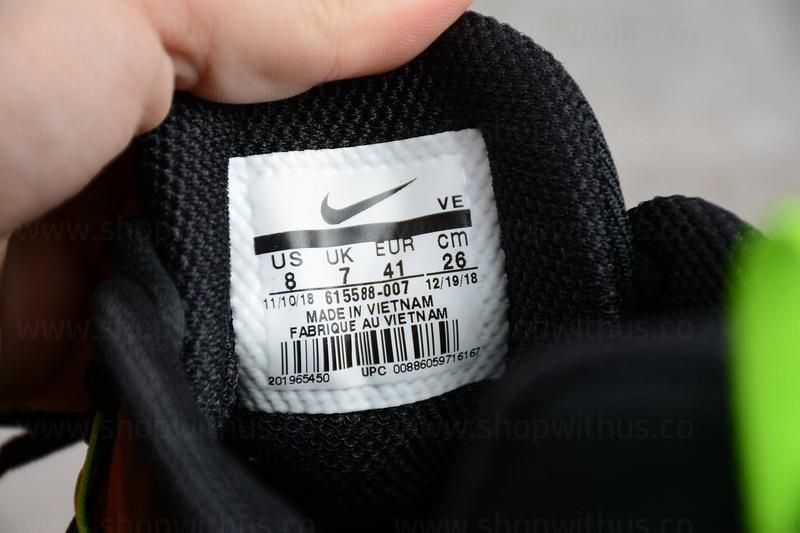 VE
US UK EUR cm
8 7 41 26
11/10/18 615588-007 12/19/18
MADE IN VIETNAM
FABRIQUE AU VIETNAM
201965450 UPC 00886059716167
www.shopwithus.co